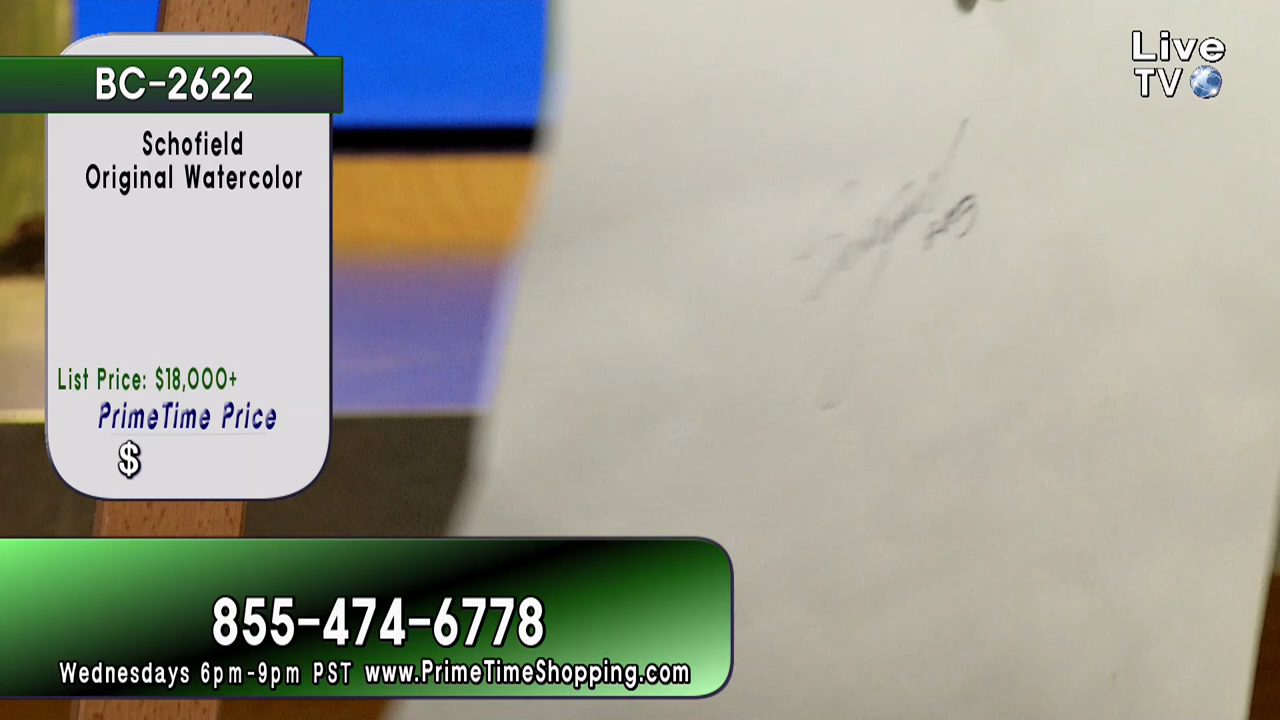 BC-2622
Schofield
Original Watercolor
List Price: $18,000+
PrimeTime Price
$
855-474-6778
Wednesdays 6pm-9pm PST www.PrimeTimeShopping.com
Live
TV